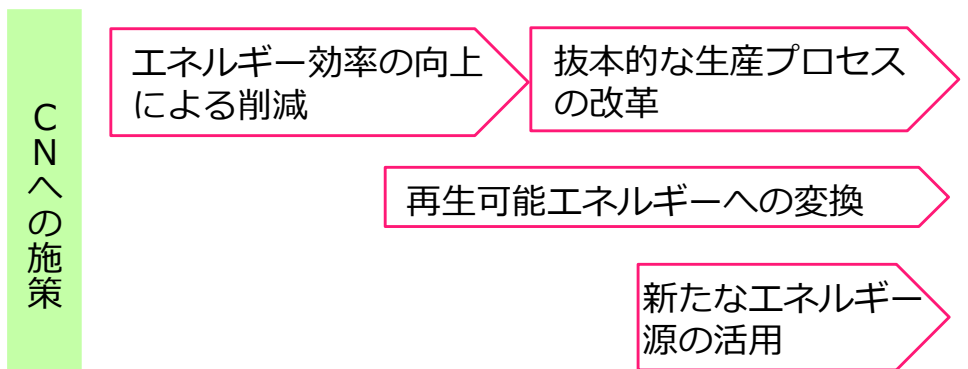 CNへの施策
エネルギー効率の向上
による削減
抜本的な生産プロセス
の改革
再生可能エネルギーへの変換
新たなエネルギー
源の活用